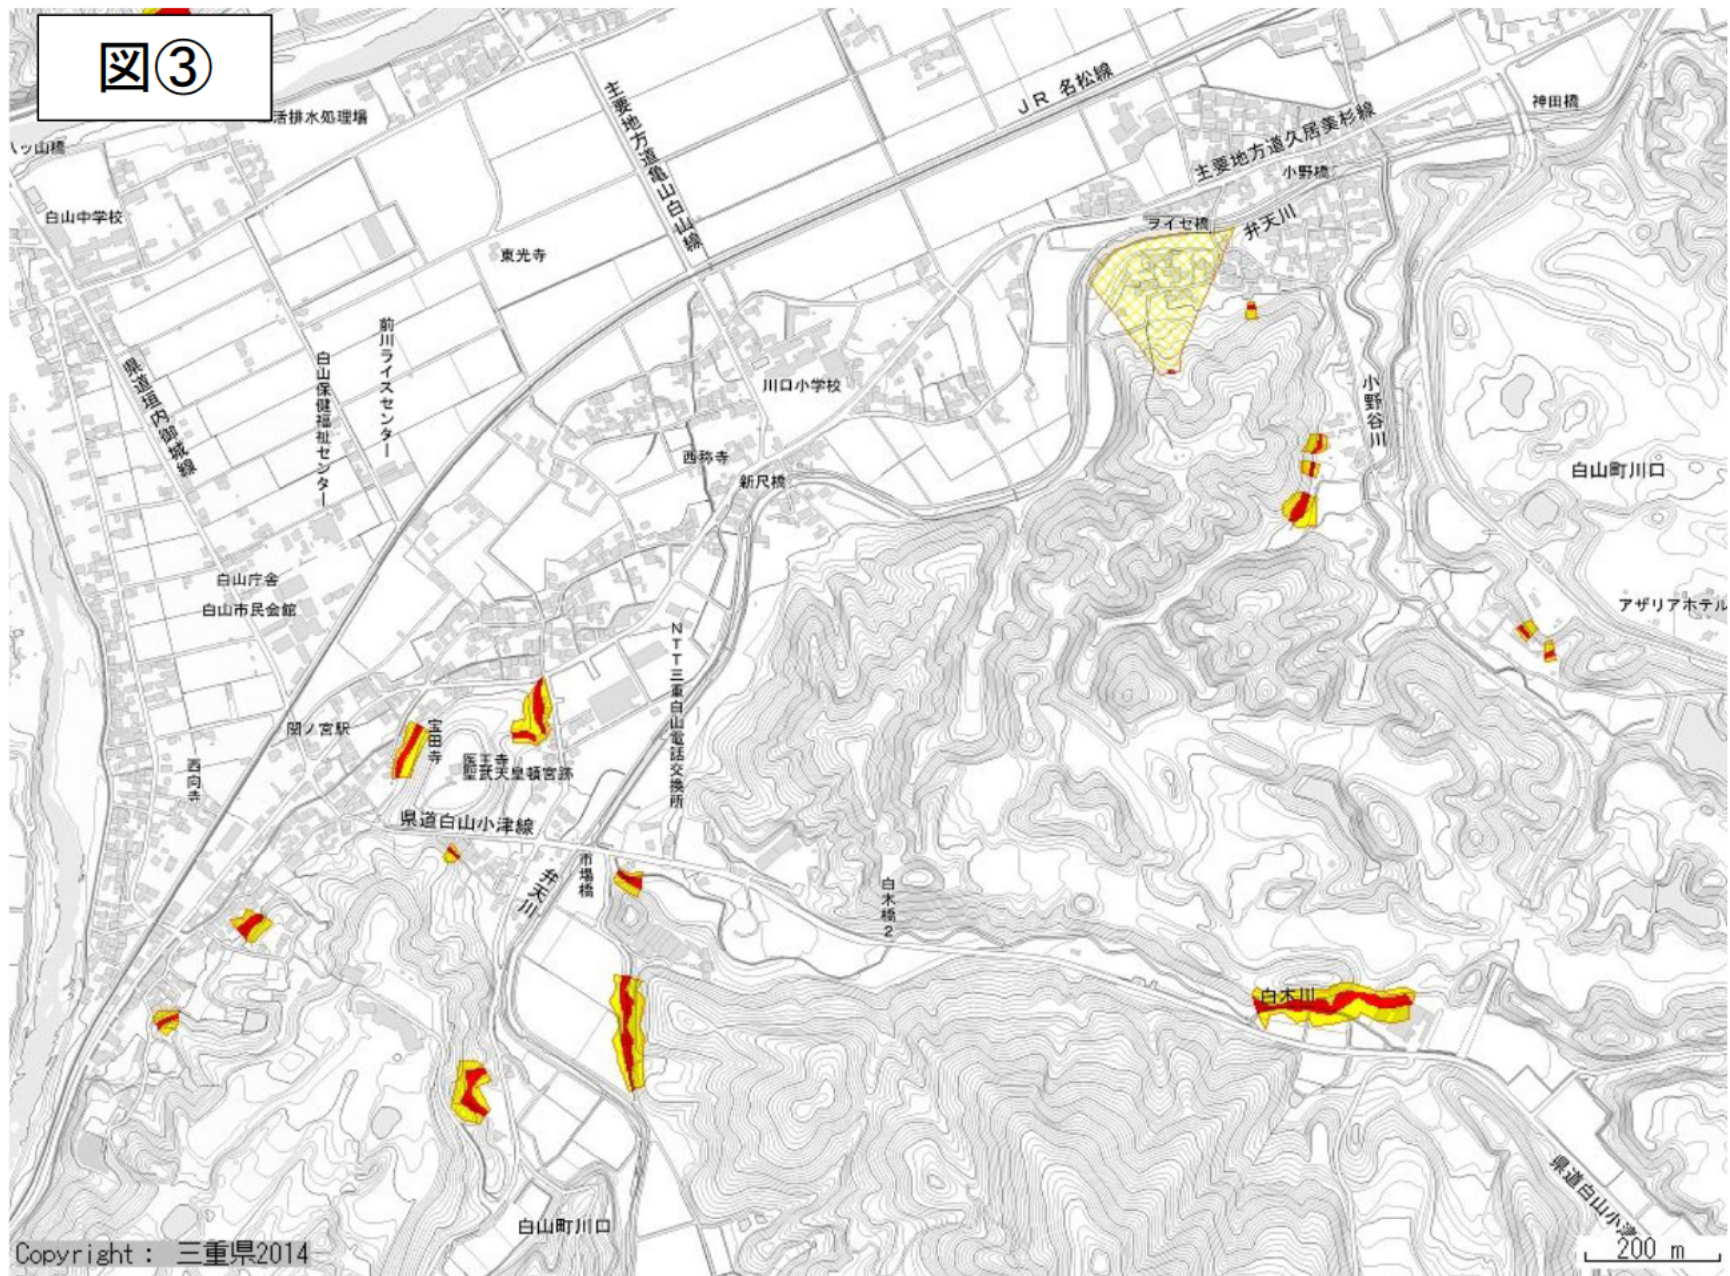 図③
活排水処理場
八ッ山橋
白山中学校
主要地方道亀山白山線
JR 名松線
神田橋
主要地方道久居美杉線
小野橋
ヲイセ橋
弁天川
東光寺
前川ライスセンター
白山保健福祉センター
県道垣内御城線
川口小学校
小野谷川
西称寺
新尺橋
白山町川口
白山庁舎
白山市民会館
アザリアホテル
NTT三重白山電話交換所
関ノ宮駅
宝田寺
医王寺
聖武天皇頓宮跡
西向寺
県道白山小津線
市場橋
弁天川
白木橋2
白木川
県道白山小津
白山町川口
Copyright : 三重県2014
200 m